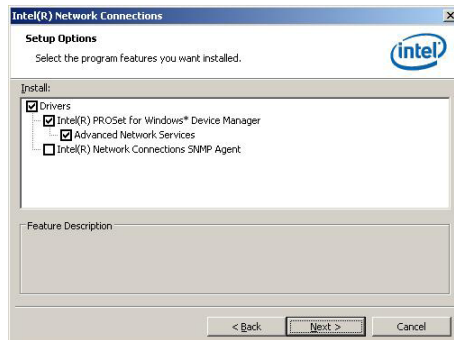 Intel(R) Network Connections
Setup Options
Select the program features you want installed.
intel
Install:
Drivers
Intel(R) PROSet for Windows* Device Manager
Advanced Network Services
Intel(R) Network Connections SNMP Agent
Feature Description
< Back
Next >
Cancel